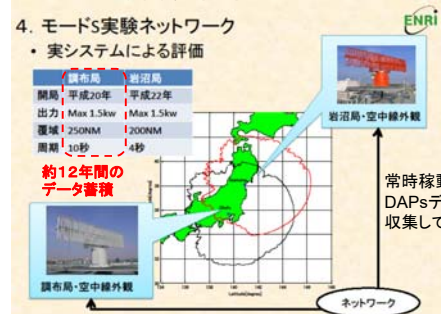 4. モードS実験ネットワーク
ENRI
• 実システムによる評価
調布局 岩沼局
開局 平成20年 平成22年
出力 Max 1.5kw Max 1.5kw
覆域 250NM 200NM
周期 10秒 4秒
約12年間の
データ蓄積
岩沼局・空中線外観
常時稼動
DAPsデ
収集して
調布局・空中線外観
ネットワーク